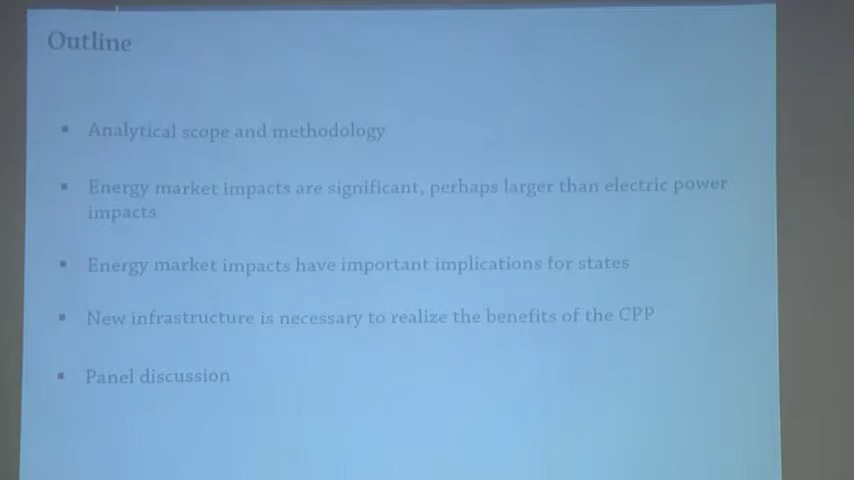 Outline
▪ Analytical scope and methodology
▪ Energy market impacts are significant, perhaps larger than electric power
impacts
▪ Energy market impacts have important implications for states
▪ New infrastructure is necessary to realize the benefits of the CPP
▪ Panel discussion